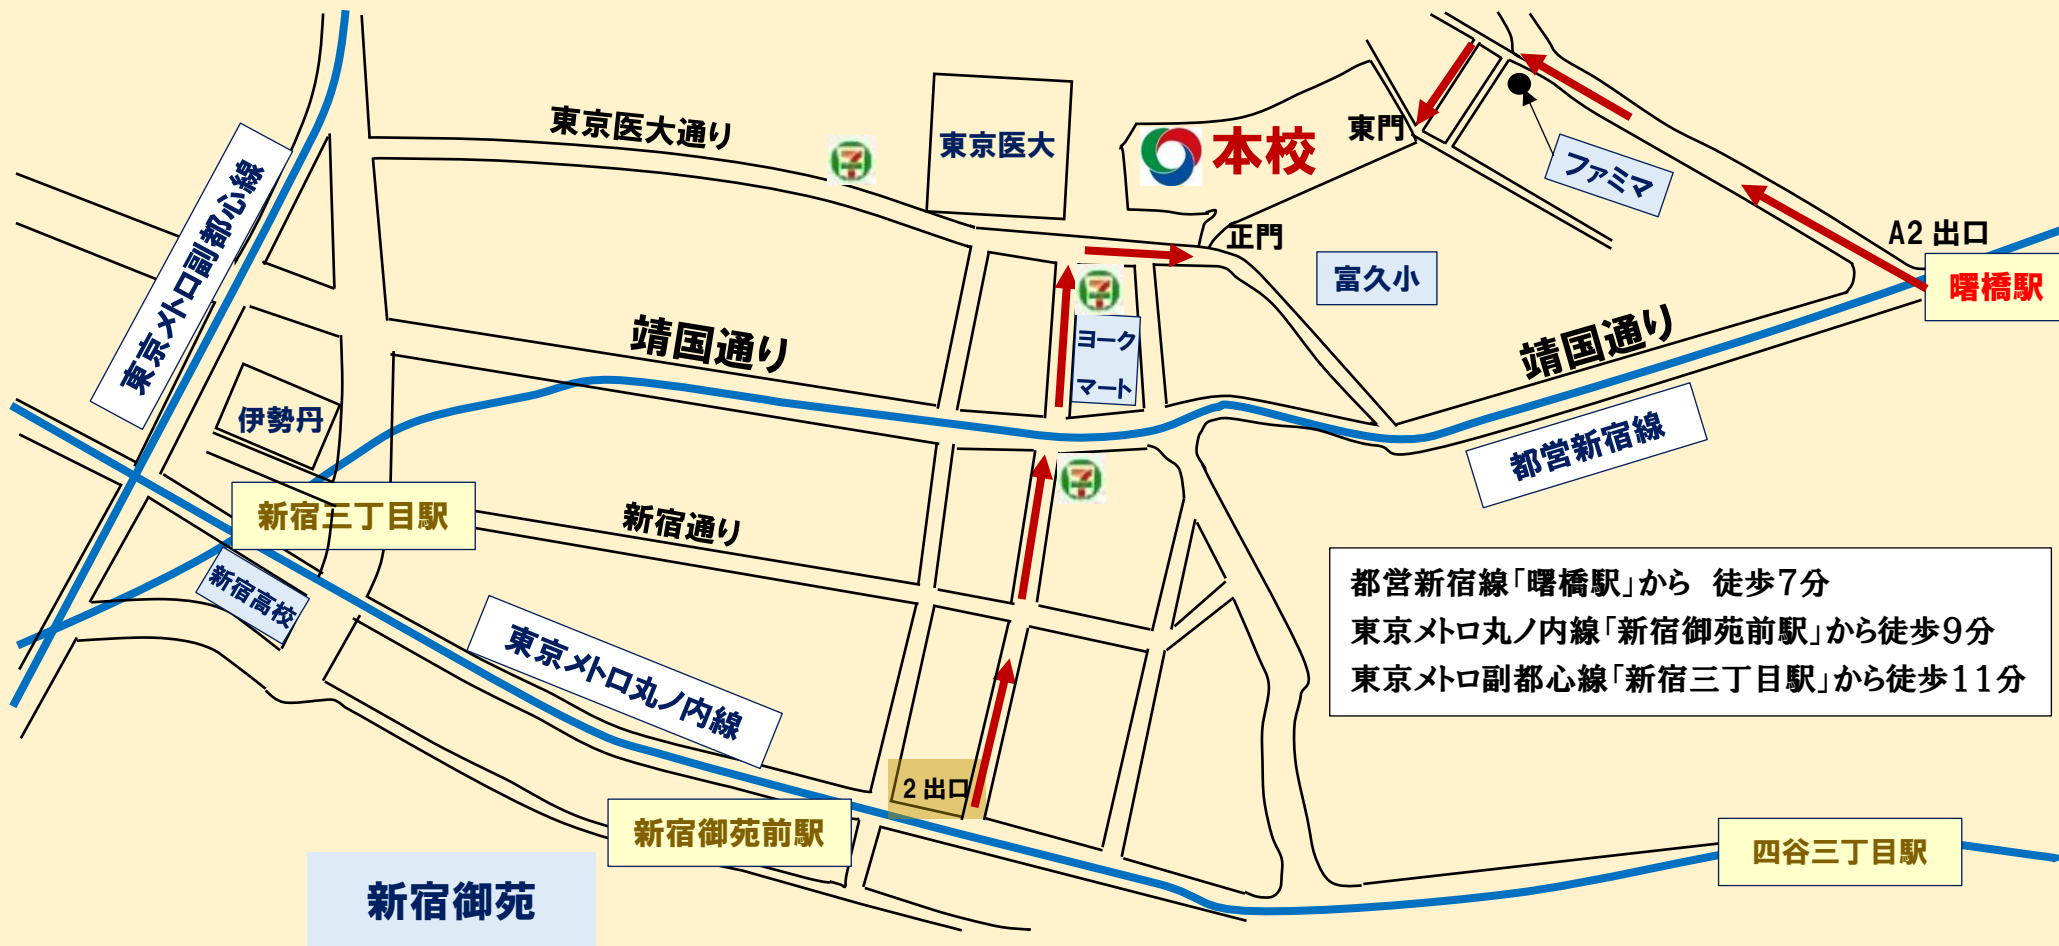 東京医大通り
東京医大
本校
東門
ファミマ
A2 出口
曙橋駅
東京メトロ副都心線
正門
富久小
靖国通り
ヨーク
マート
靖国通り
伊勢丹
都営新宿線
新宿三丁目駅
新宿通り
新宿高校
都営新宿線「曙橋駅」から 徒歩7分
東京メトロ丸ノ内線「新宿御苑前駅」から徒歩9分
東京メトロ副都心線「新宿三丁目駅」から徒歩11分
東京メトロ丸ノ内線
2 出口
新宿御苑前駅
四谷三丁目駅
新宿御苑